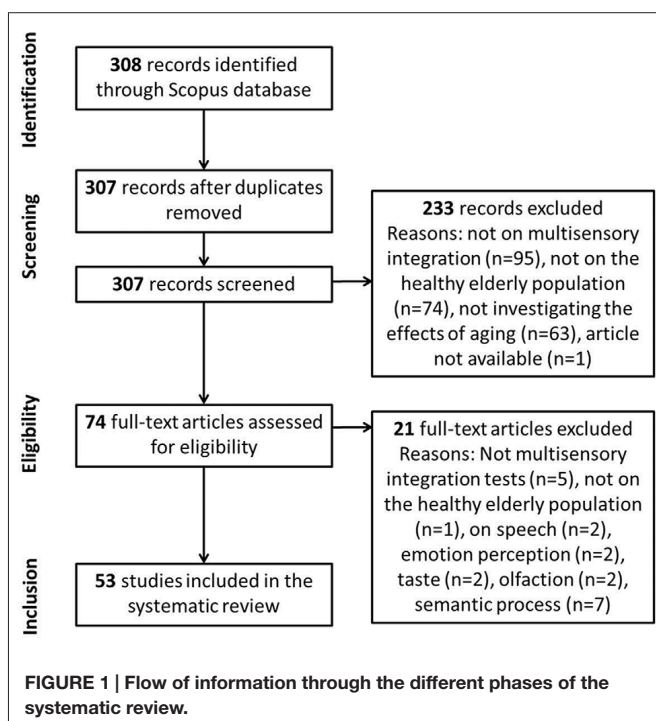 Identification
308 records identified
through Scopus database
Screening
307 records after duplicates
removed
307 records screened
233 records excluded
Reasons: not on multisensory
integration (n=95), not on the
healthy elderly population
(n=74), not investigating the
effects of aging (n=63), article
not available (n=1)
Eligibility
74 full-text articles assessed
for eligibility
21 full-text articles excluded
Reasons: Not multisensory
integration tests (n=5), not on
the healthy elderly population
(n=1), on speech (n=2),
emotion perception (n=2),
taste (n=2), olfaction (n=2),
semantic process (n=7)
Inclusion
53 studies included in the
systematic review
FIGURE 1 | Flow of information through the different phases of the
systematic review.